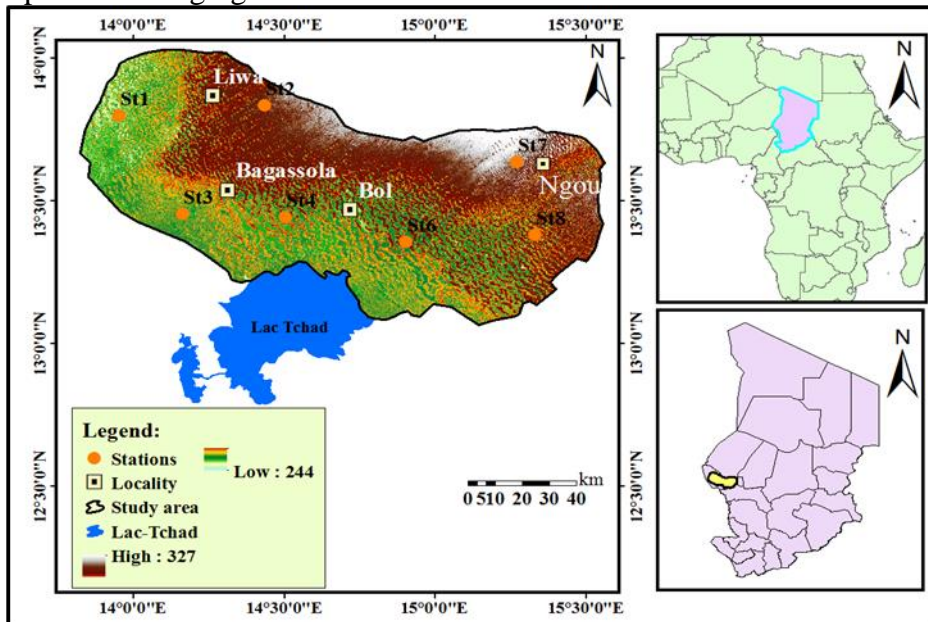 14°0'0"E 14°30'0"E 15°0'0"E 15°30'0"E
14°0'0"N
13°30'0"N
13°0'0"N
12°30'0"N
N
Liwa
St1
St2
St7
Ngou
Bagassola
Bol
St3
St4
St6
St8
Lac Tchad
Legend:
Stations
Locality
Study area
Lac-Tchad
High : 327
Low : 244
km
0 5 10 20 30 40
14°0'0"E 14°30'0"E 15°0'0"E 15°30'0"E
14°0'0"N
13°30'0"N
13°0'0"N
12°30'0"N
N
N